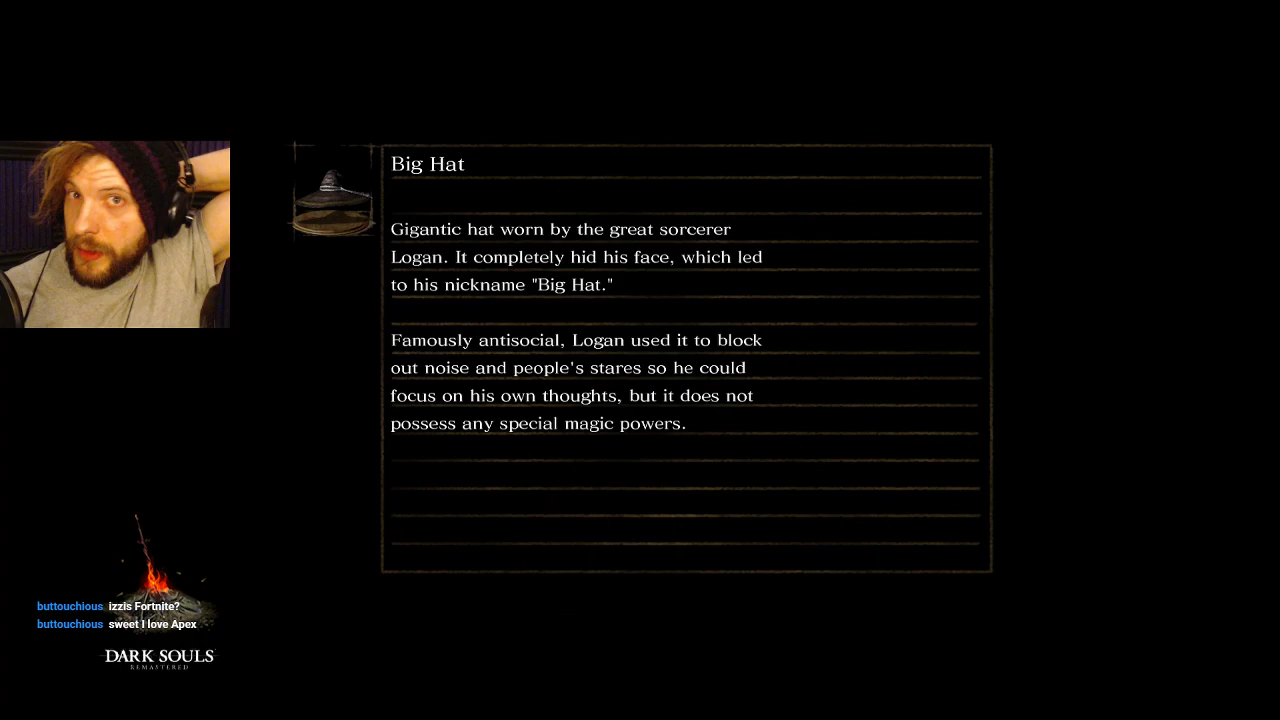 Big Hat
Gigantic hat worn by the great sorcerer
Logan. It completely hid his face, which led
to his nickname "Big Hat."
Famously antisocial, Logan used it to block
out noise and people's stares so he could
focus on his own thoughts, but it does not
possess any special magic powers.
buttouchious izzis Fortnite?
buttouchious sweet I love Apex
DARK SOULS
REMASTERED